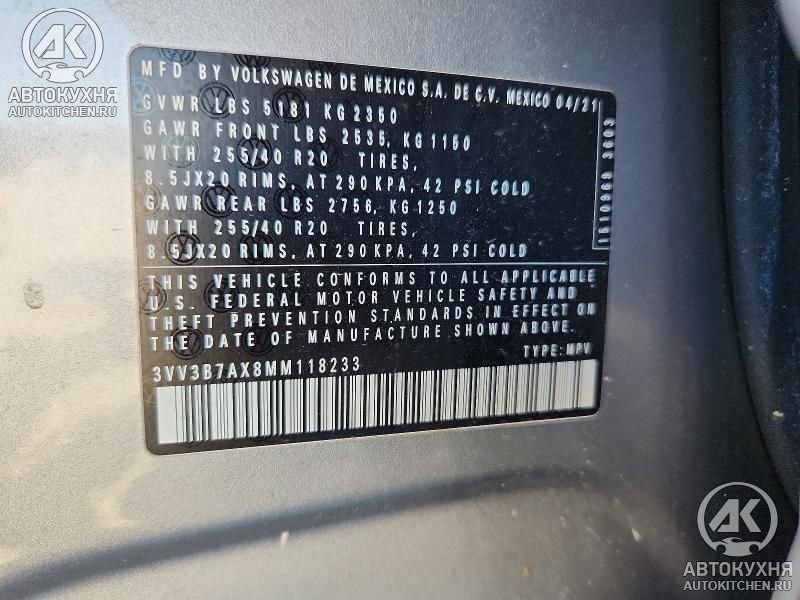 AK
АВТОКУХНЯ
AUTOKITCHEN.RU
MFD BY VOLKSWAGEN DE MEXICO S.A. DE C.V. MEXICO 04/21
GVWR LBS 5181 KG 2350
GAWR FRONT LBS 2535, KG 1150
WITH 255/40 R20 TIRES,
8.5JX20 RIMS, AT 290 KPA, 42 PSI COLD
GAWR REAR LBS 2756, KG 1250
WITH 255/40 R20 TIRES,
8.5JX20 RIMS, AT 290 KPA, 42 PSI COLD
THIS VEHICLE CONFORMS TO ALL APPLICABLE
U.S. FEDERAL MOTOR VEHICLE SAFETY AND
THEFT PREVENTION STANDARDS IN EFFECT ON
THE DATE OF MANUFACTURE SHOWN ABOVE.
TYPE: MPV
3VV3B7AX8MM118233
AK
АВТОКУХНЯ
AUTOKITCHEN.RU